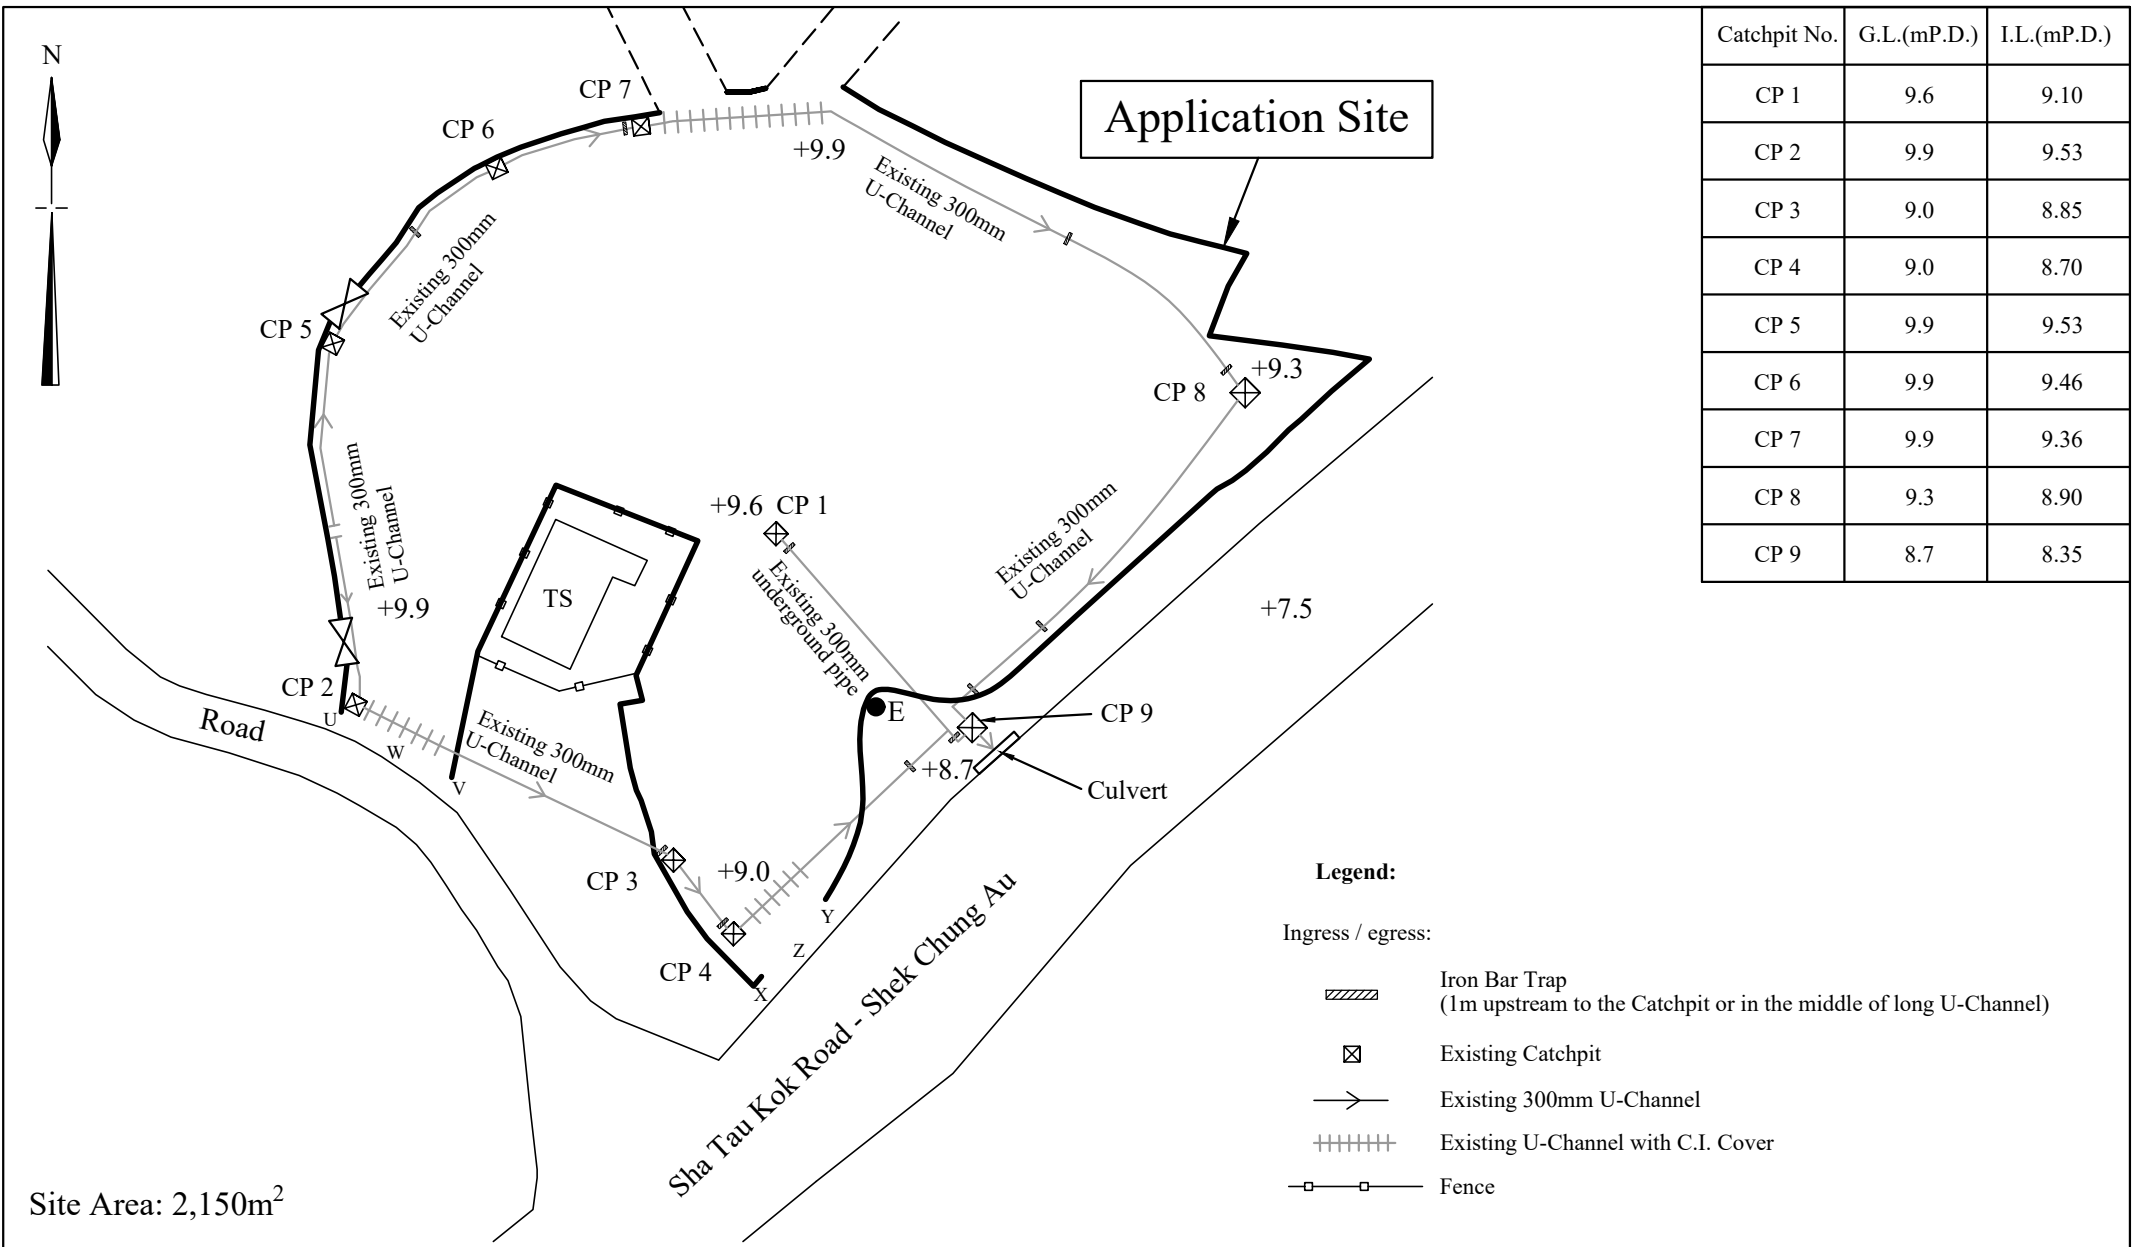 N
CP 7
CP 6
+9.9
Existing 300mm
U-Channel
Application Site
Existing 300mm
U-Channel
CP 5
CP 8
+9.3
+9.6
CP 1
Existing 300mm
U-Channel
+9.9
TS
Existing 300mm
underground pipe
Existing 300mm
U-Channel
+7.5
CP 2
U
Road
W
V
Existing 300mm
U-Channel
E
CP 9
+8.7
Culvert
CP 3
+9.0
CP 4
X
Y
Z
Sha Tau Kok Road - Shek Chung Au
Site Area: 2,150m2
Catchpit No. G.L.(mP.D.) I.L.(mP.D.)
CP 1 9.6 9.10
CP 2 9.9 9.53
CP 3 9.0 8.85
CP 4 9.0 8.70
CP 5 9.9 9.53
CP 6 9.9 9.46
CP 7 9.9 9.36
CP 8 9.3 8.90
CP 9 8.7 8.35
Legend:
Ingress / egress:
Iron Bar Trap
(1m upstream to the Catchpit or in the middle of long U-Channel)
Existing Catchpit
Existing 300mm U-Channel
Existing U-Channel with C.I. Cover
Fence